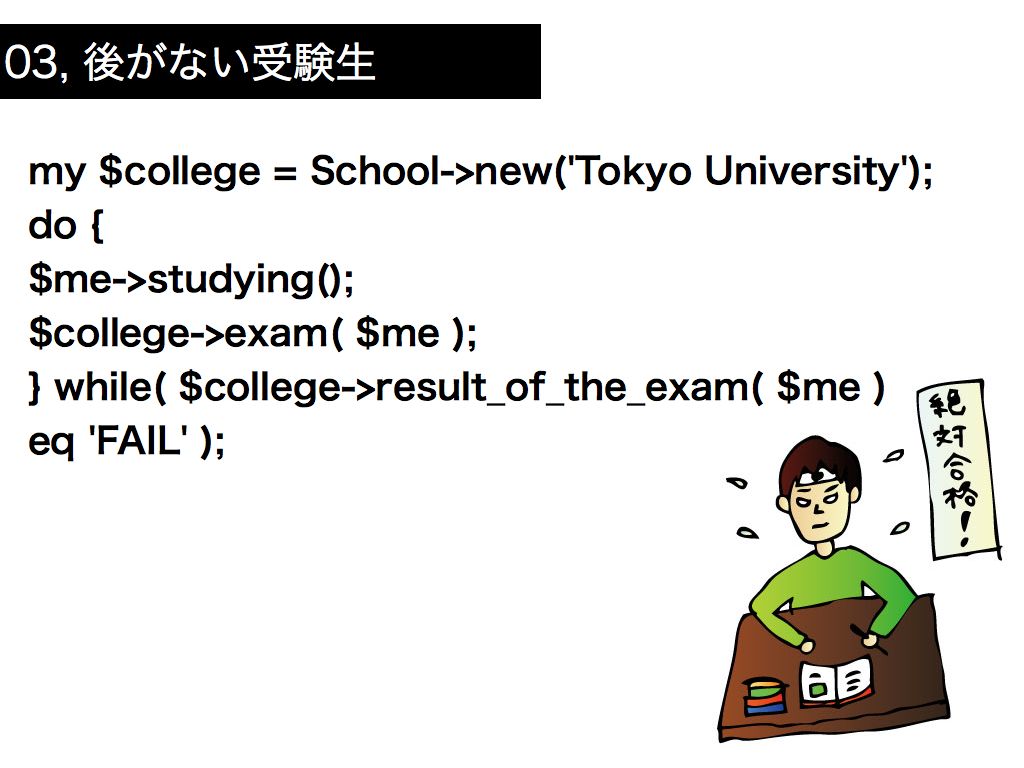 03, 後がない受験生
my $college = School->new('Tokyo University');
do {
$me->studying();
$college->exam( $me );
} while( $college->result_of_the_exam( $me )
eq 'FAIL' );
絶対合格！